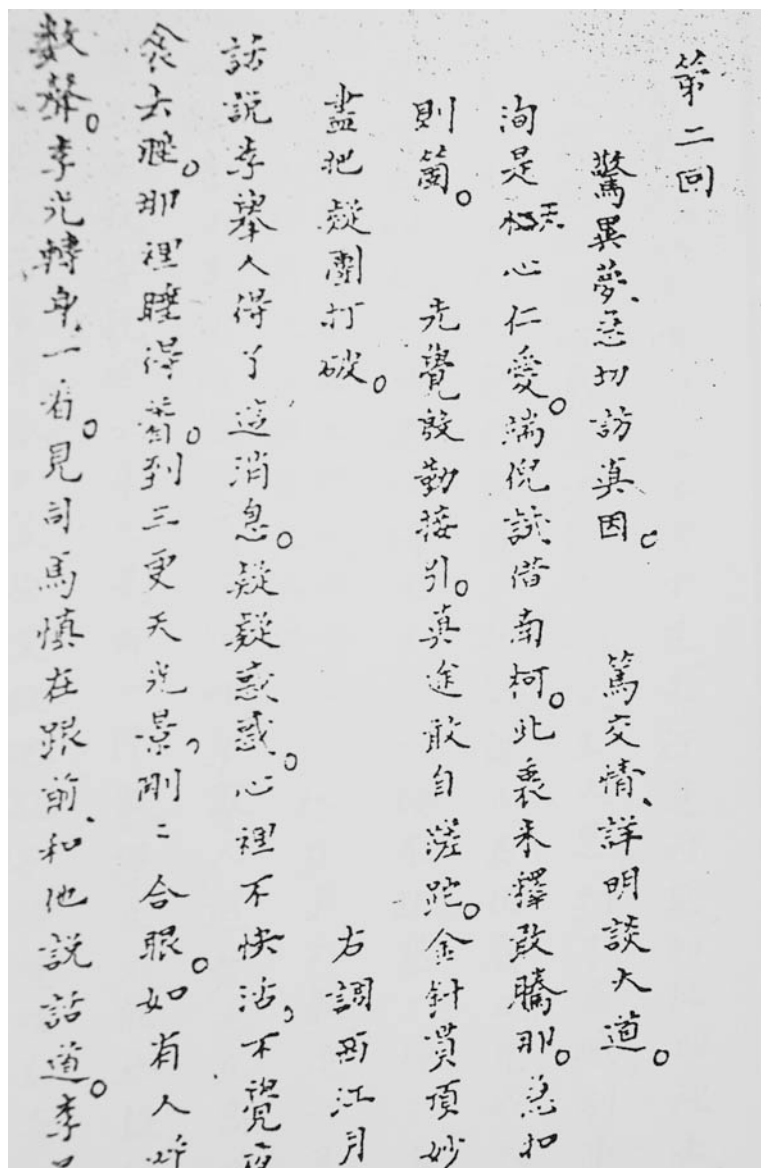 第二回
驚異夢、急切訪真因。 篤交情、詳明談大道。
洵是天心仁愛。端倪試借南柯。此衷未釋敢騰那。急扣
則箇。 先覺殷勤接引。真途敢自蹉跎。金針貫頂妙
盡把疑團打破。 右調西江月
話說李舉人得了這消息。疑疑惑惑。心裡不快活。不覺夜
食去睡。那裡睡得着。到三更天光景。剛二合眼。如有人呼
數聲。李光轉身、一看。見司馬慎在跟前、和他說話道。李